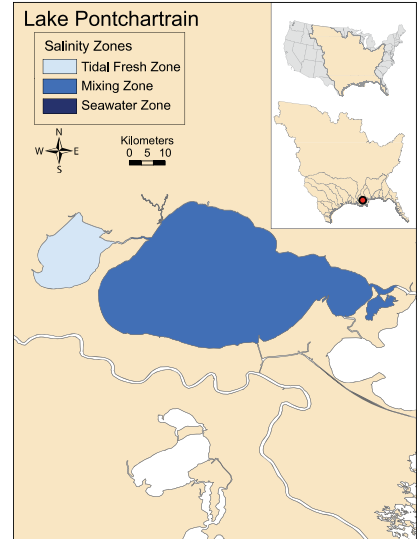 Lake Pontchartrain
Salinity Zones
Tidal Fresh Zone
Mixing Zone
Seawater Zone
N
W E
S
Kilometers
0 5 10